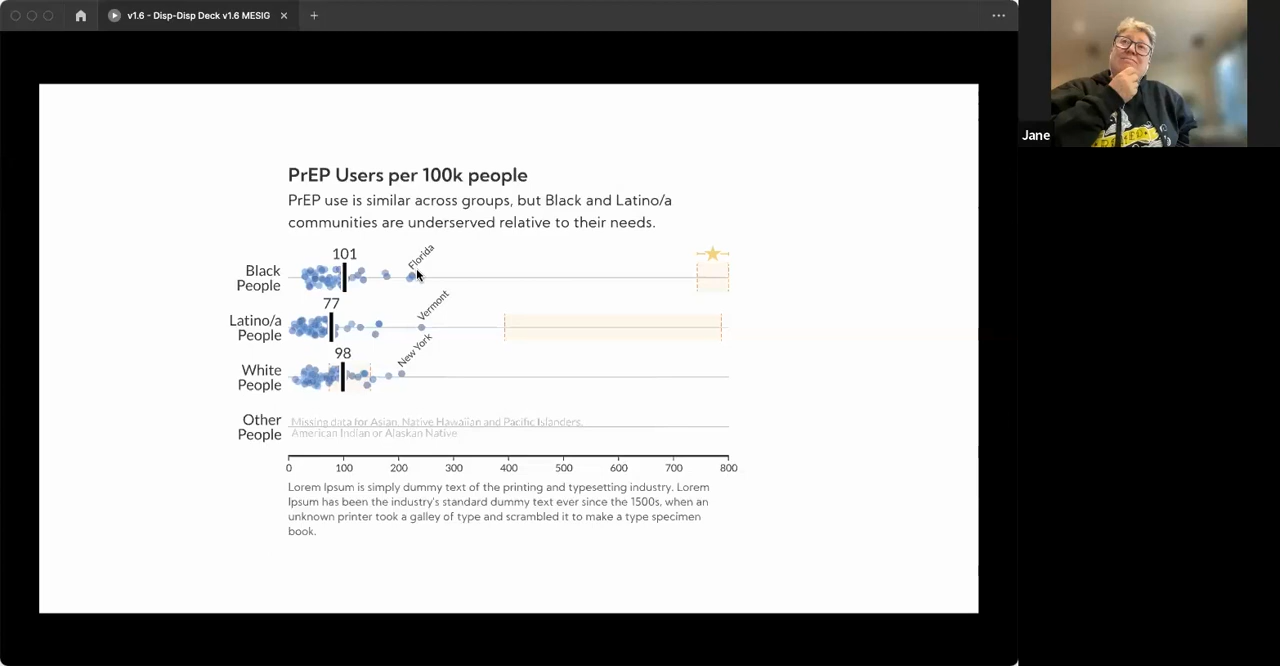 v1.6 - Disp-Disp Deck v1.6 MESIG
Jane
PrEP Users per 100k people
PrEP use is similar across groups, but Black and Latino/a
communities are underserved relative to their needs.
Florida
101
Black
People
77
Vermont
Latino/a
People
98
New York
White
People
Other
People
Missing data for Asian, Native Hawaiian and Pacific Islanders,
American Indian or Alaskan Native
0 100 200 300 400 500 600 700 800
Lorem Ipsum is simply dummy text of the printing and typesetting industry. Lorem
Ipsum has been the industry's standard dummy text ever since the 1500s, when an
unknown printer took a galley of type and scrambled it to make a type specimen
book.